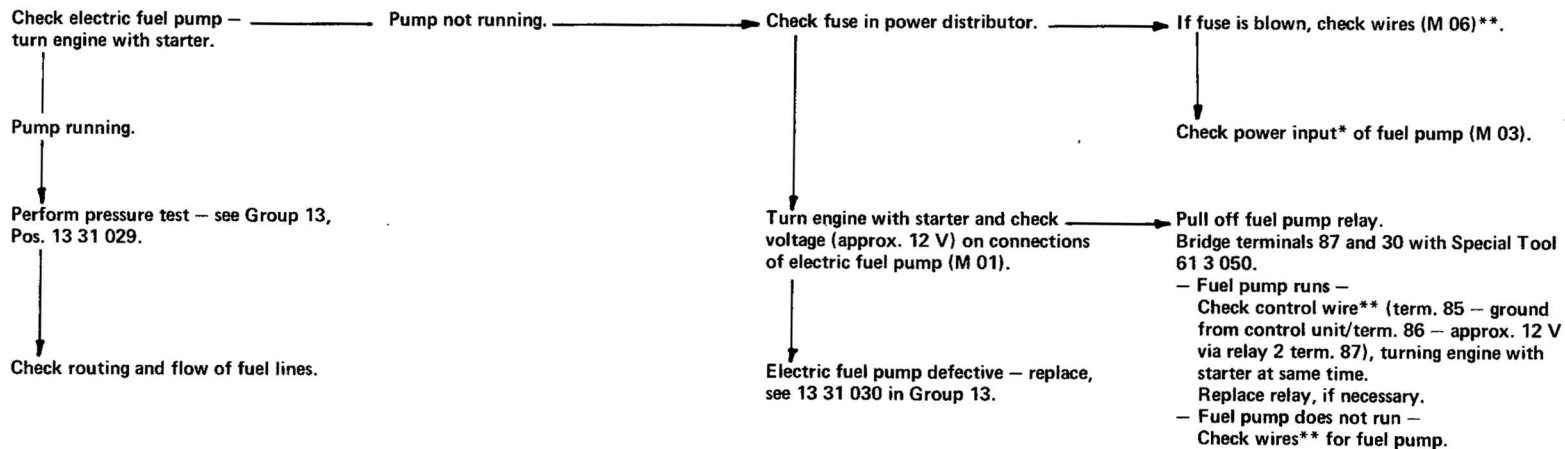 Check electric fuel pump —
turn engine with starter.
Pump not running.
Check fuse in power distributor.
If fuse is blown, check wires (M 06)**.
Pump running.
Check power input* of fuel pump (M 03).
Perform pressure test — see Group 13,
Pos. 13 31 029.
Turn engine with starter and check
voltage (approx. 12 V) on connections
of electric fuel pump (M 01).
Pull off fuel pump relay.
Bridge terminals 87 and 30 with Special Tool
61 3 050.
— Fuel pump runs —
Check control wire** (term. 85 — ground
from control unit/term. 86 — approx. 12 V
via relay 2 term. 87), turning engine with
starter at same time.
Replace relay, if necessary.
— Fuel pump does not run —
Check wires** for fuel pump.
Check routing and flow of fuel lines.
Electric fuel pump defective — replace,
see 13 31 030 in Group 13.